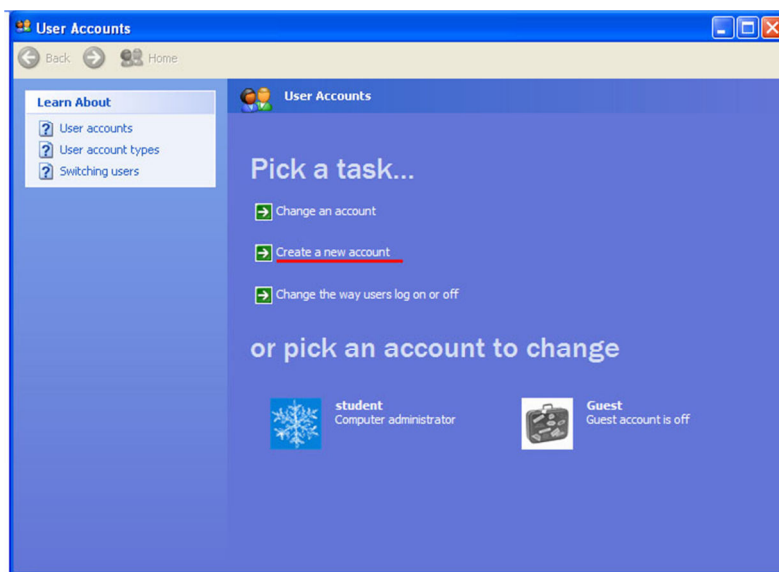 User Accounts
Back Home
Learn About
User accounts
User account types
Switching users
User Accounts
Pick a task...
Change an account
Create a new account
Change the way users log on or off
or pick an account to change
student
Computer administrator
Guest
Guest account is off